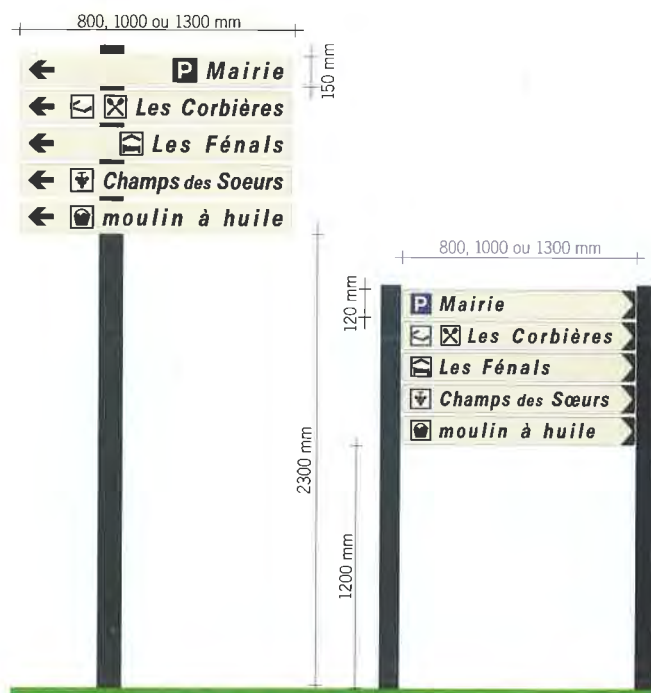 800, 1000 ou 1300 mm
P Mairie
150 mm
Les Corbières
Les Fénals
Champs des Soeurs
moulin à huile
2300 mm
800, 1000 ou 1300 mm
120 mm
P Mairie
Les Corbières
Les Fénals
Champs des Sœurs
moulin à huile
1200 mm